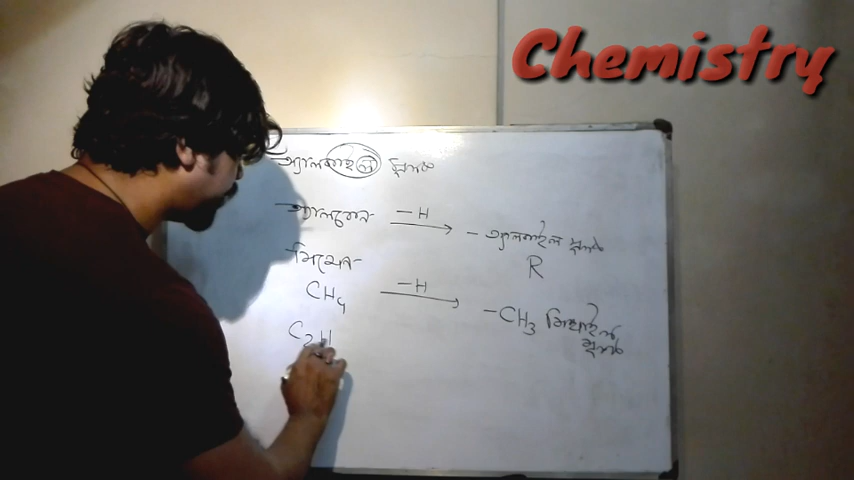 Chemistry
অ্যালকাইল মূলক
অ্যালকেন -H → - অ্যালকাইল মূলক
R
মিথেন
CH₄ -H → -CH₃ মিথাইল
মূলক
C₂H